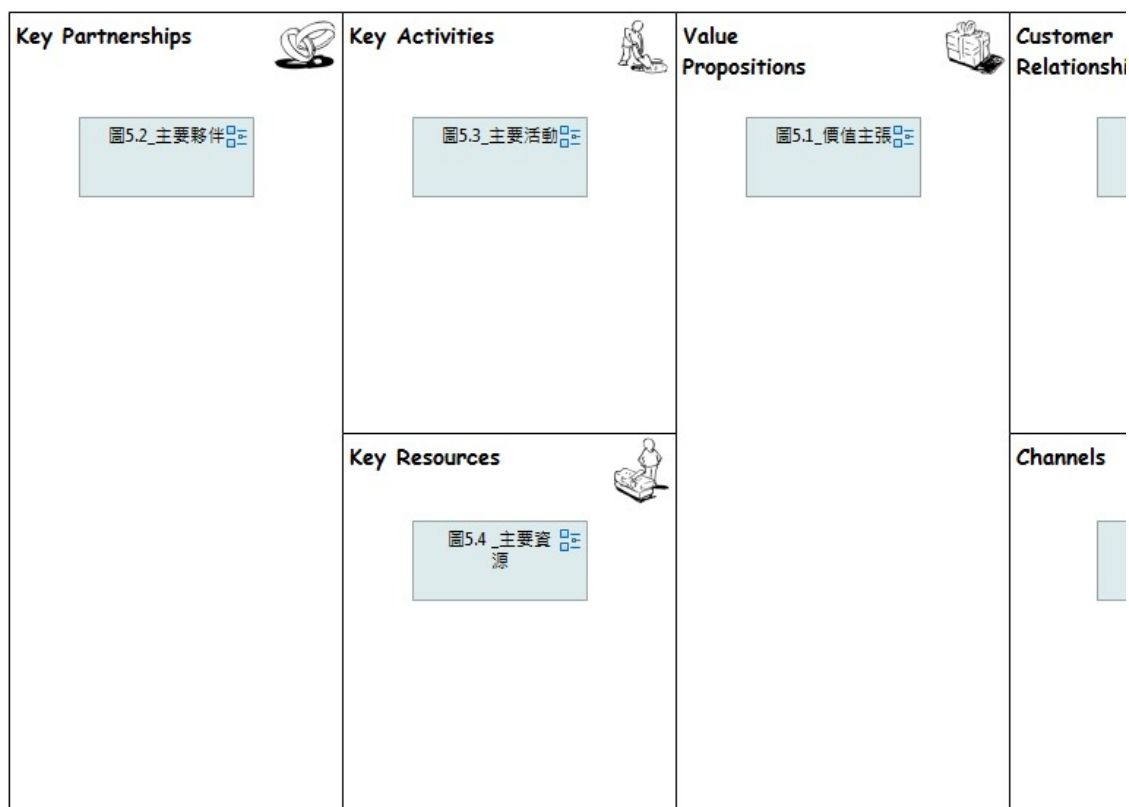 Key Partnerships
圖5.2_主要夥伴
Key Activities
圖5.3_主要活動
Key Resources
圖5.4 _主要資
源
Value
Propositions
圖5.1_價值主張
Customer
Relationshi
Channels